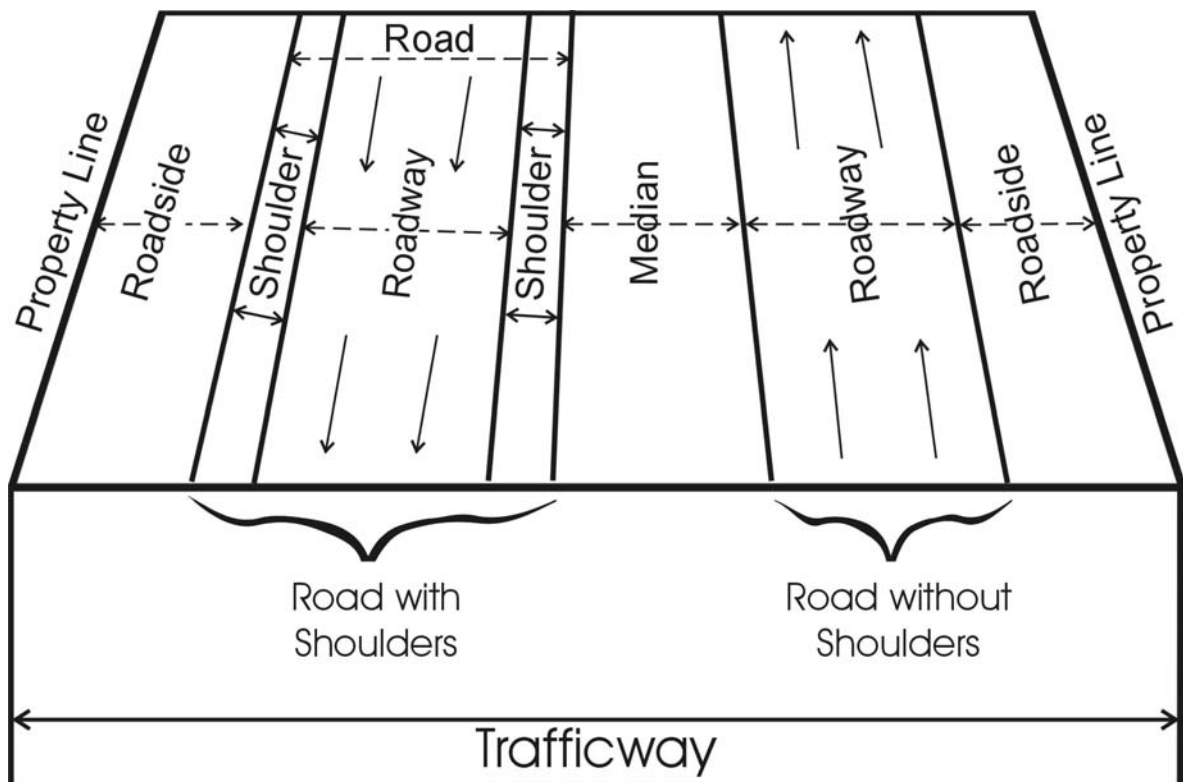 Road
Property Line
Roadside
Shoulder
Roadway
Shoulder
Median
Roadway
Roadside
Property Line
Road with
Shoulders
Road without
Shoulders
Trafficway